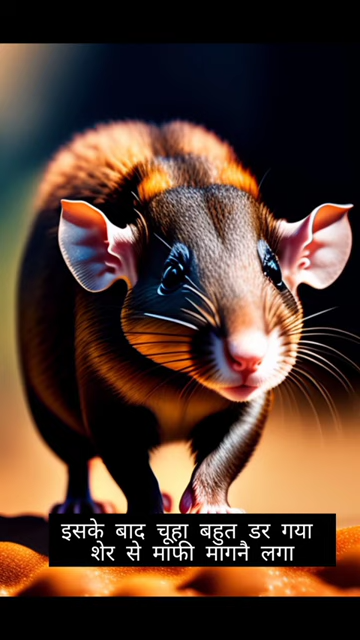 इसके बाद चूहा बहुत डर गया
शेर से माफी मागनै लगा